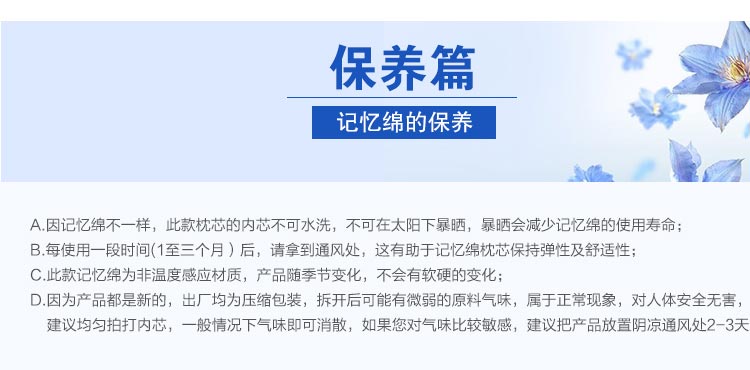 保养篇
记忆绵的保养
A.因记忆绵不一样，此款枕芯的内芯不可水洗，不可在太阳下暴晒，暴晒会减少记忆绵的使用寿命；
B.每使用一段时间(1至三个月）后，请拿到通风处，这有助于记忆绵枕芯保持弹性及舒适性；
C.此款记忆绵为非温度感应材质，产品随季节变化，不会有软硬的变化；
D.因为产品都是新的，出厂均为压缩包装，拆开后可能有微弱的原料气味，属于正常现象，对人体安全无害，
建议均匀拍打内芯，一般情况下气味即可消散，如果您对气味比较敏感，建议把产品放置阴凉通风处2-3天